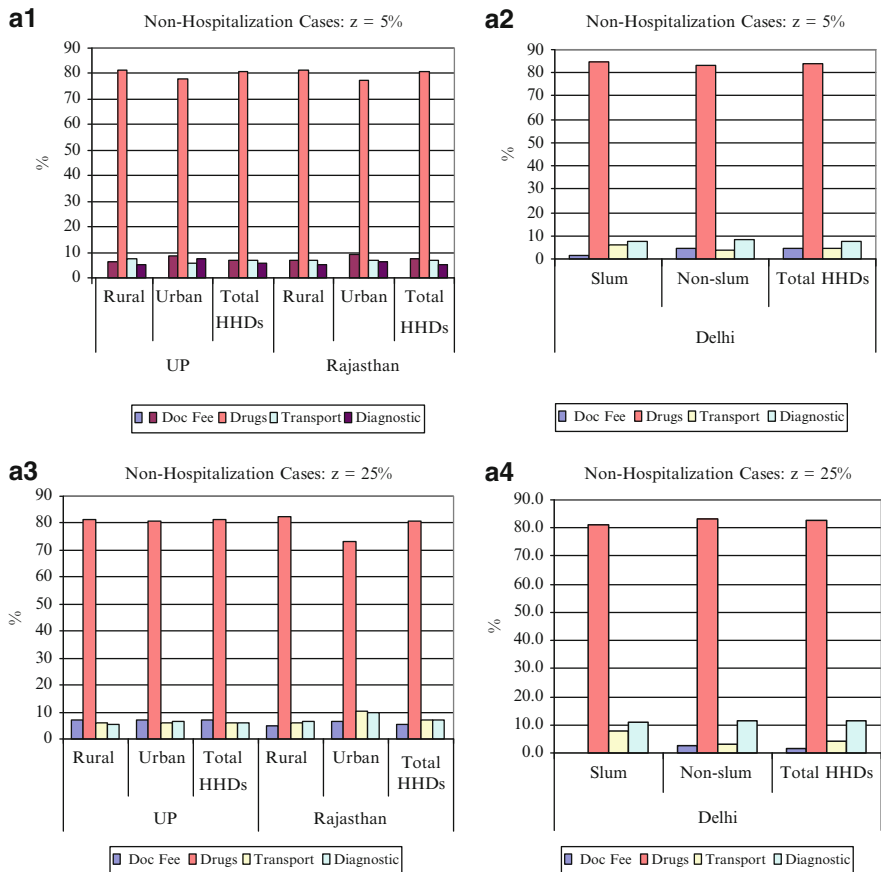 a1
Non-Hospitalization Cases: z = 5%
90
80
70
60
50
40
30
20
10
0
%
Rural Urban Total HHDs Rural Urban Total HHDs
UP Rajasthan
Doc Fee Drugs Transport Diagnostic
a2
Non-Hospitalization Cases: z = 5%
90
80
70
60
50
40
30
20
10
0
%
Slum Non-slum Total HHDs
Delhi
Doc Fee Drugs Transport Diagnostic
a3
Non-Hospitalization Cases: z = 25%
90
80
70
60
50
40
30
20
10
0
%
Rural Urban Total HHDs Rural Urban Total HHDs
UP Rajasthan
Doc Fee Drugs Transport Diagnostic
a4
Non-Hospitalization Cases: z = 25%
90.0
80.0
70.0
60.0
50.0
40.0
30.0
20.0
10.0
0.0
%
Slum Non-slum Total HHDs
Delhi
Doc Fee Drugs Transport Diagnostic